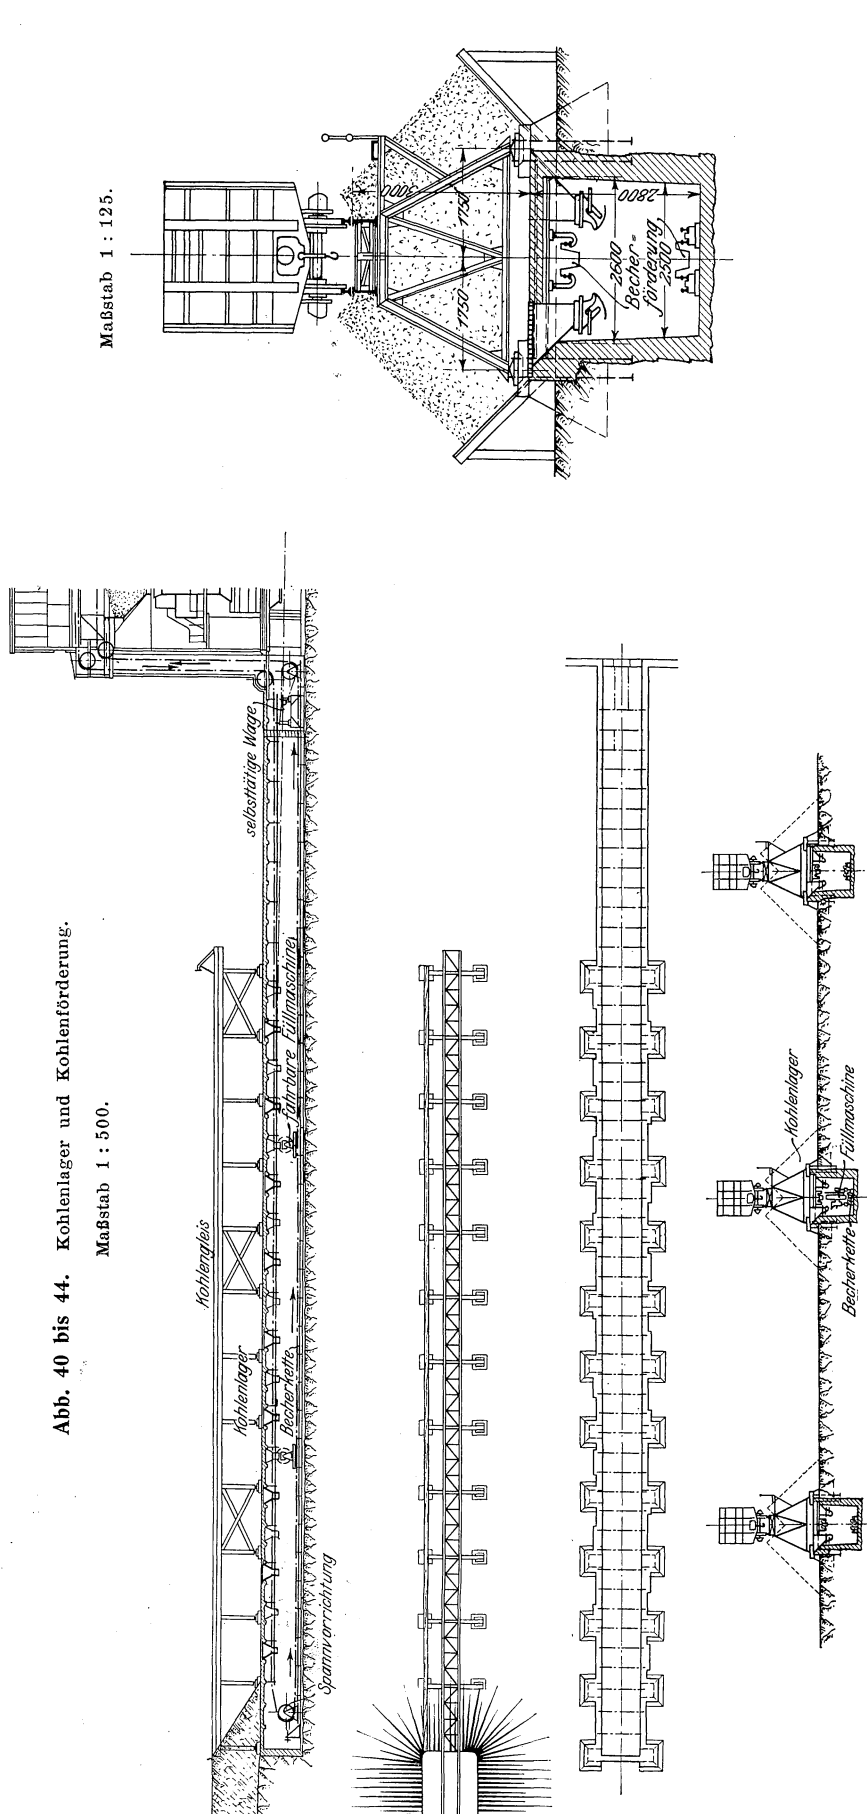 Abb. 40 bis 44. Kohlenlager und Kohlenförderung.
Maßstab 1 : 500.
Maßstab 1 : 125.
3000
1750
1750
2800
2600
Becher=
förderung
2500
selbsttätige Wage
fahrbare Füllmaschine
Kohlengleis
Kohlenlager
Becherkette
Spannvorrichtung
Kohlenlager
Füllmaschine
Becherkette